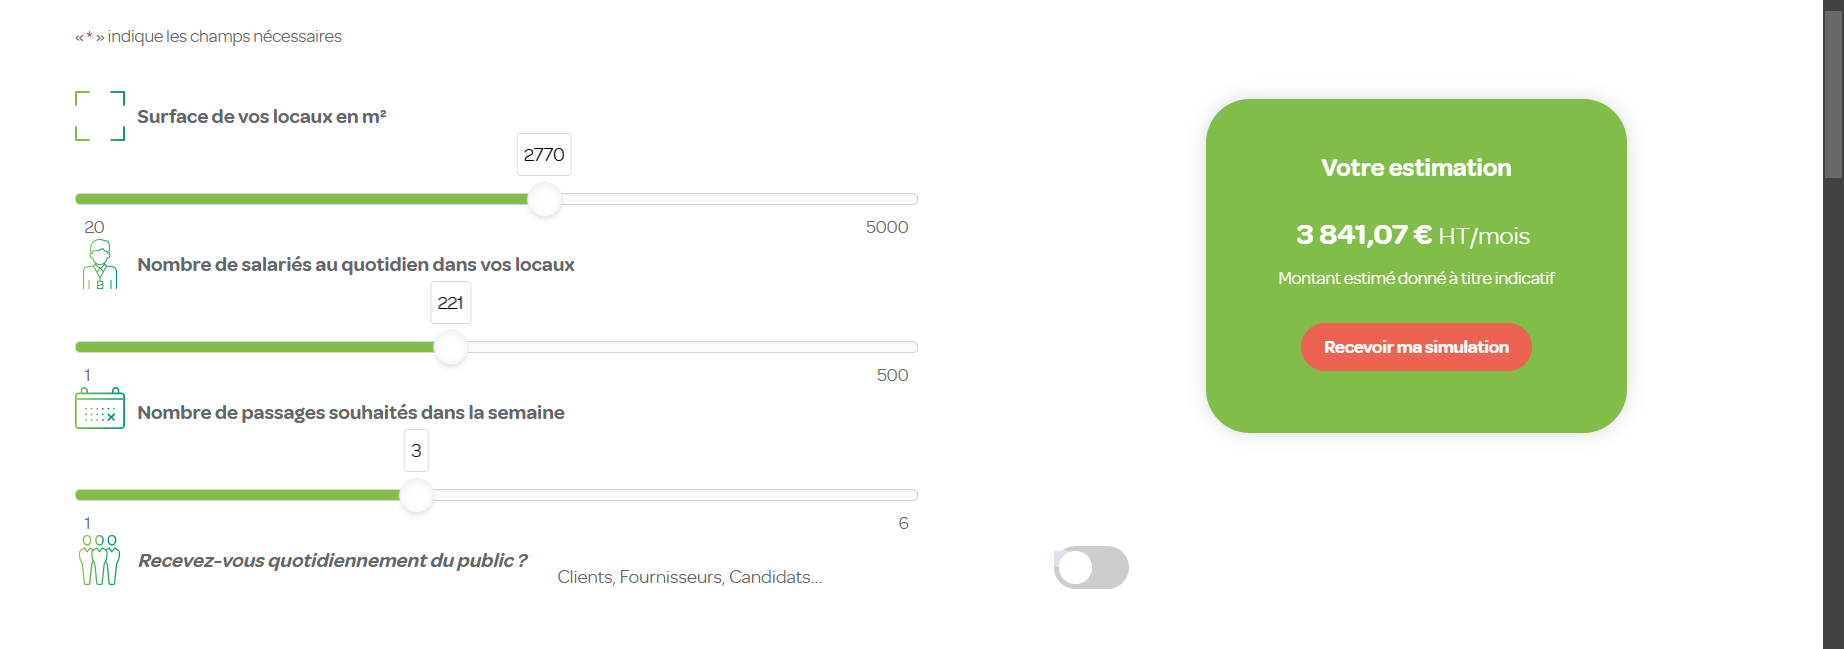 « * » indique les champs nécessaires
Surface de vos locaux en m²
2770
20
5000
Nombre de salariés au quotidien dans vos locaux
221
1
500
Nombre de passages souhaités dans la semaine
3
1
6
Recevez-vous quotidiennement du public ?
Clients, Fournisseurs, Candidats...
Votre estimation
3 841,07 € HT/mois
Montant estimé donné à titre indicatif
Recevoir ma simulation